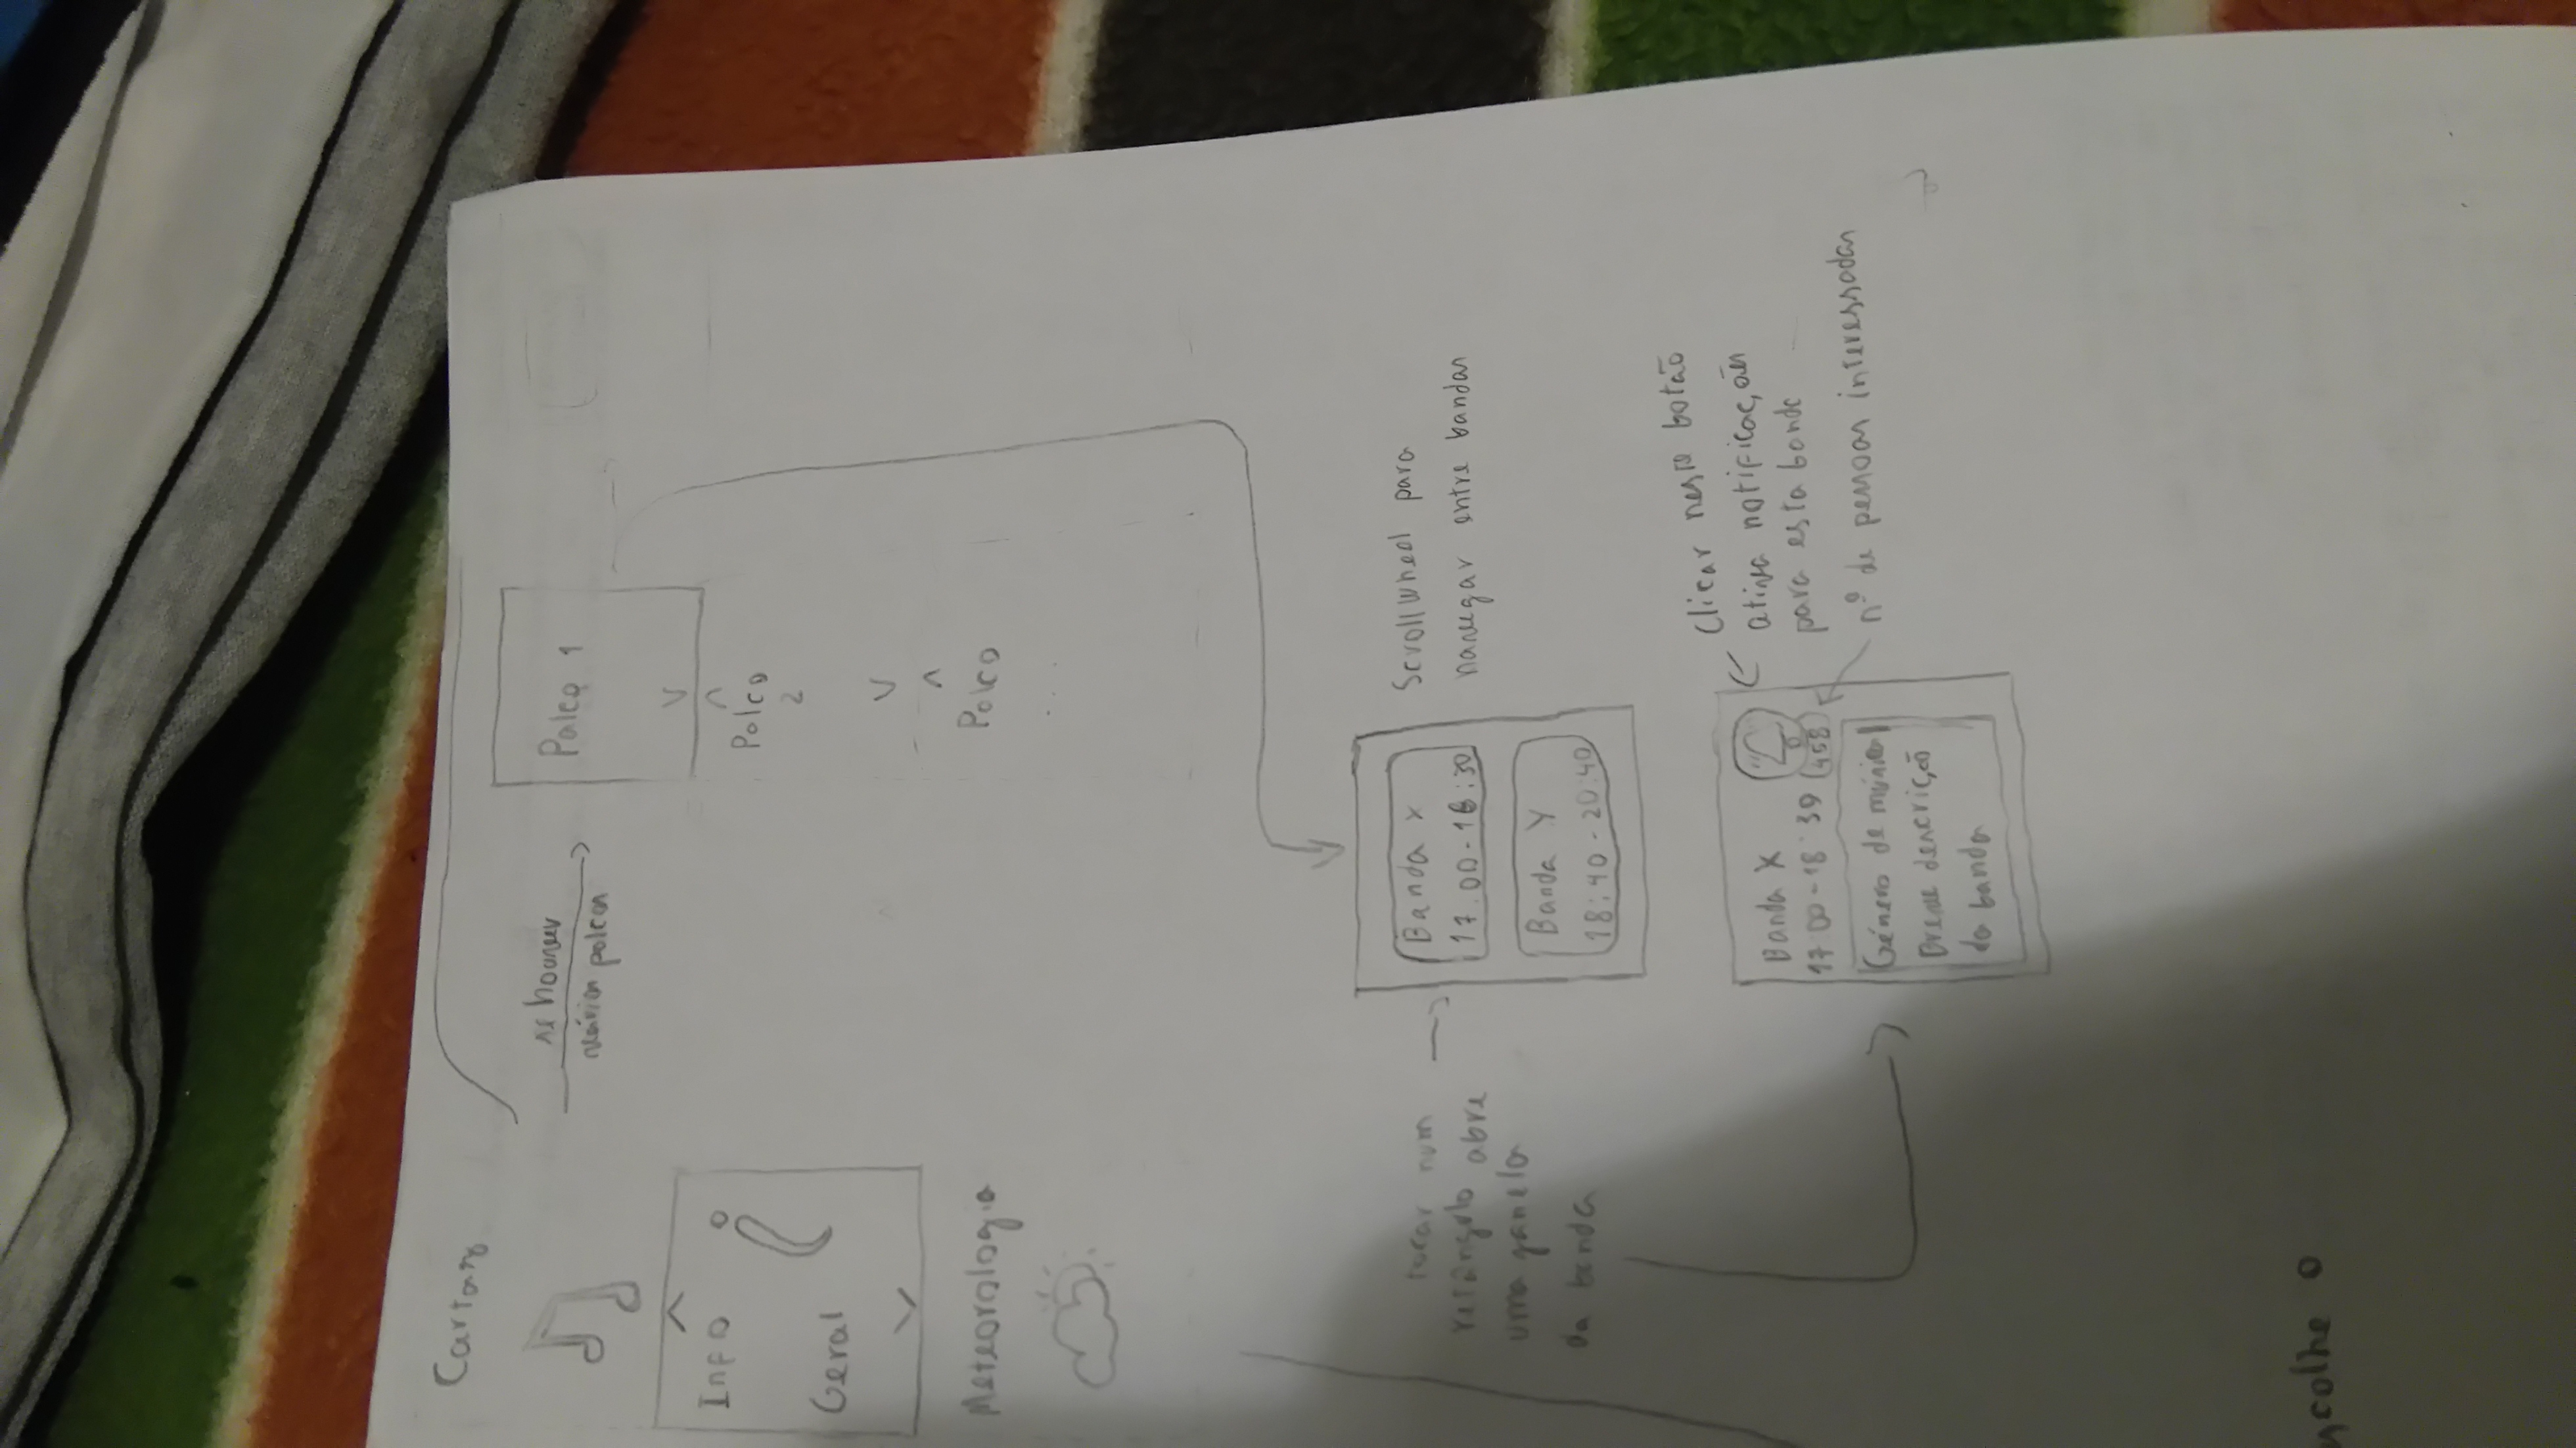 Cartaz
se houver
vários palcos
Palco 1
Info
Geral
Palco
2
Palco
...
Meteorologia
tocar num
retângulo abre
uma janela
da banda
Banda X
17:00-18:30
Banda Y
18:40-20:40
Scrollwheel para
navegar entre bandas
Banda X
17:00-18:30
458
Género de música
Breve descrição
da banda
Clicar neste botão
ativa notificações
para esta banda
nº de pessoas interessadas
escolhe o